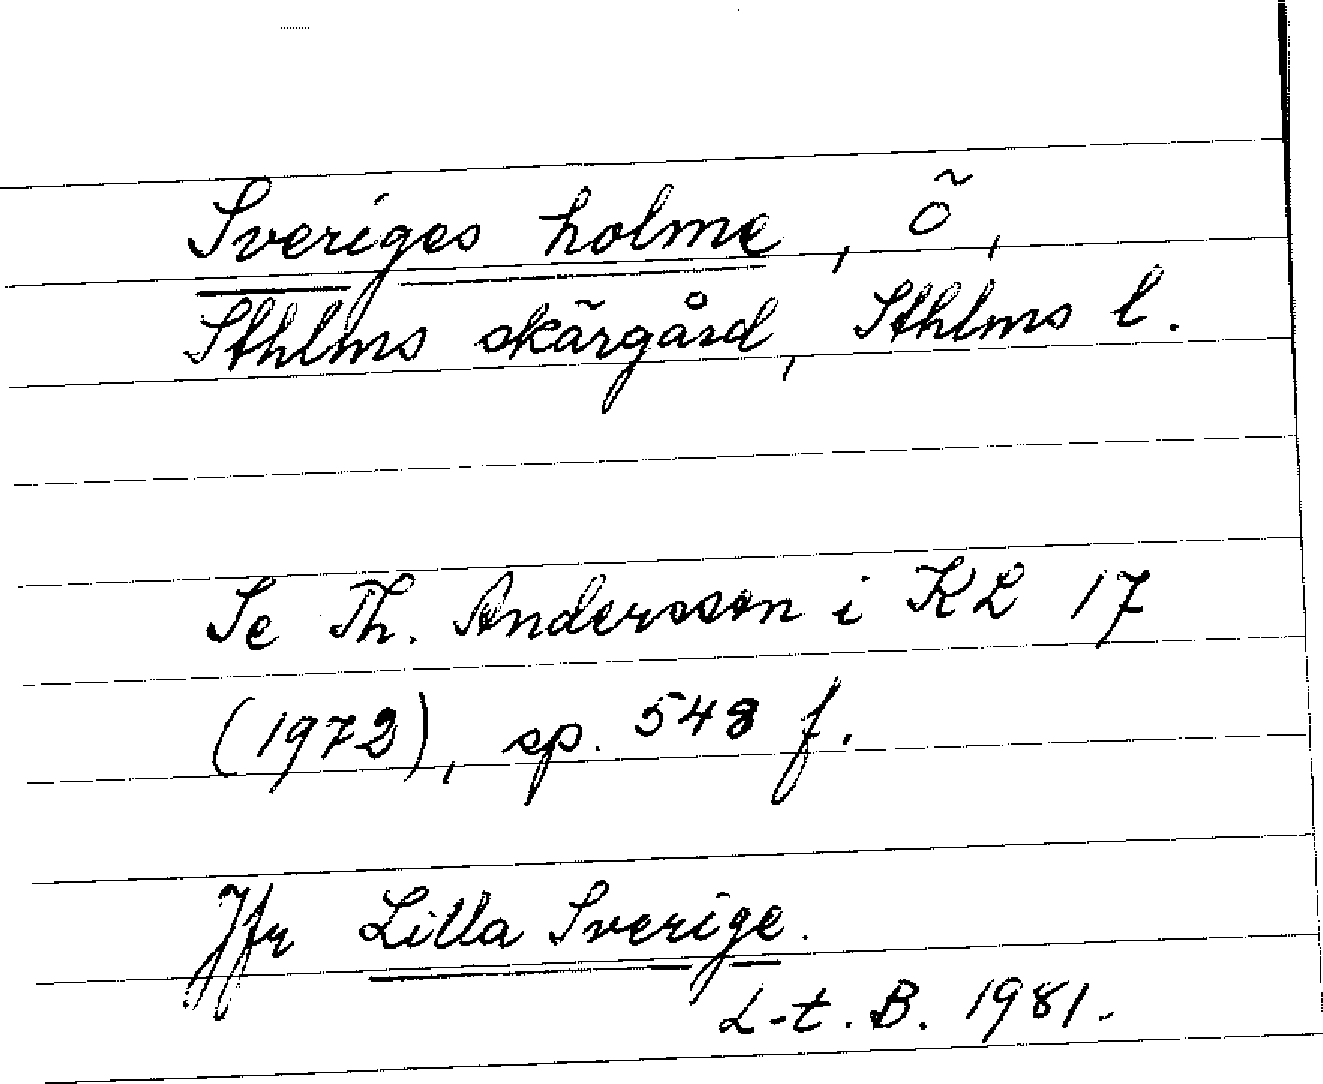 Sveriges holme, ö,
Sthlms skärgård, Sthlms l.
Se Th. Andersson i KL 17
(1972), sp. 548 f.
Jfr Lilla Sverige.
L-t. B. 1981.